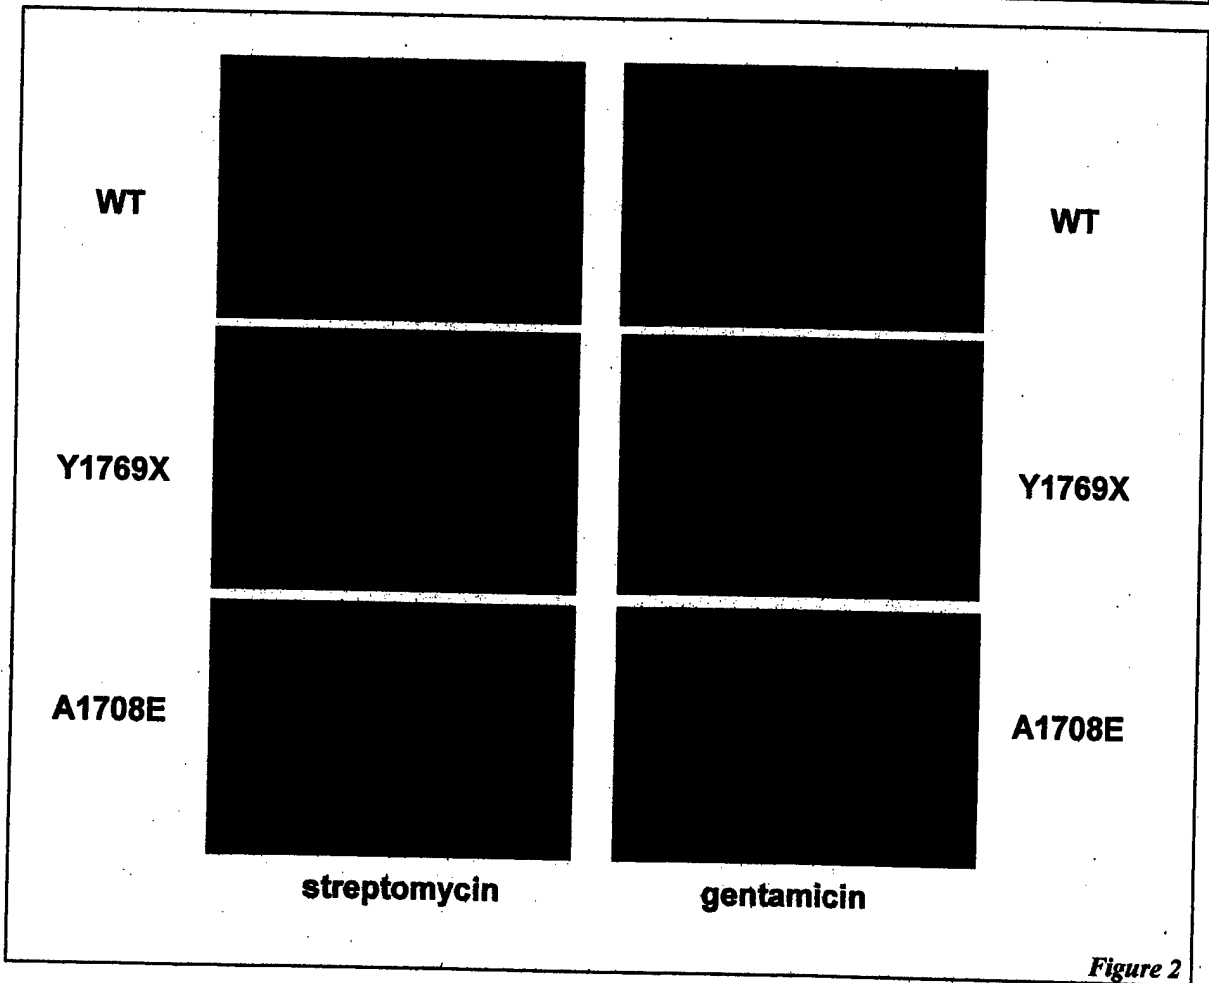 WT
WT
Y1769X
Y1769X
A1708E
A1708E
streptomycin
gentamicin
Figure 2